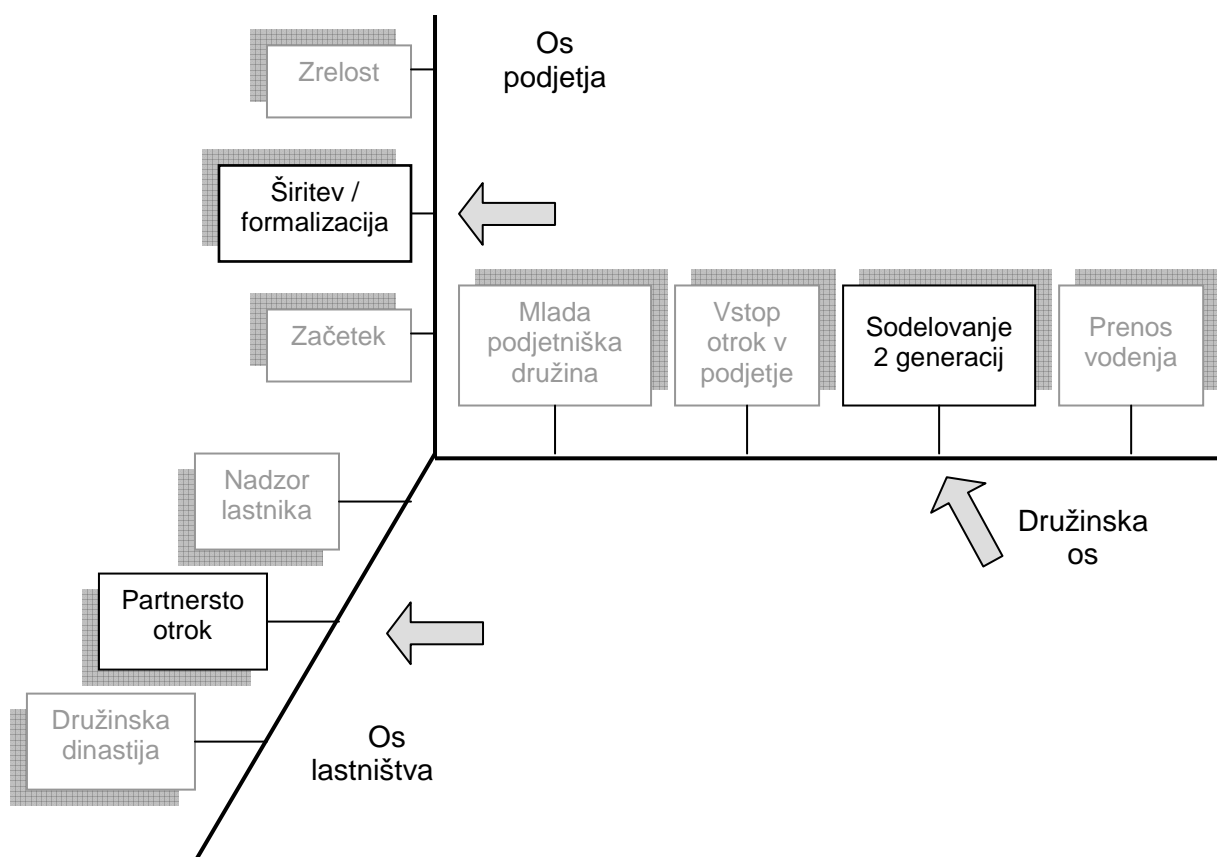 Os
podjetja
Zrelost
Širitev /
formalizacija
Začetek
Mlada
podjetniška
družina
Vstop
otrok v
podjetje
Sodelovanje
2 generacij
Prenos
vodenja
Nadzor
lastnika
Družinska
os
Partnersto
otrok
Družinska
dinastija
Os
lastništva